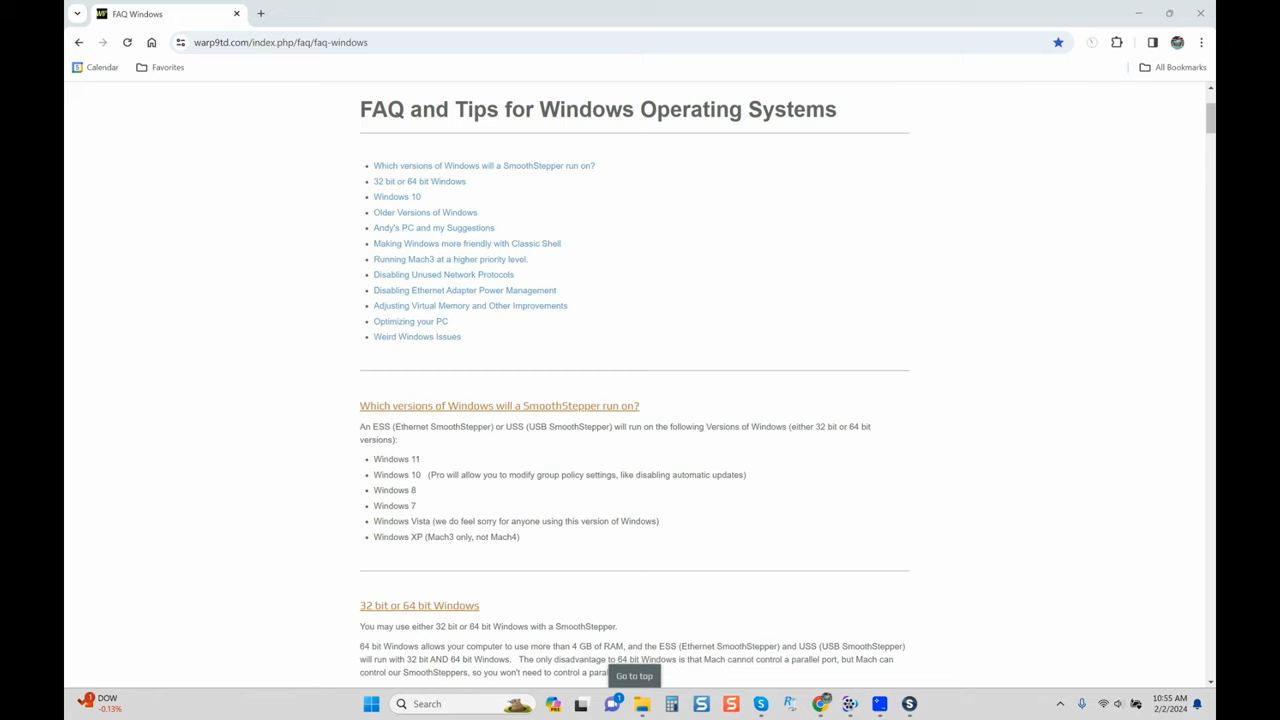 FAQ Windows
warp9td.com/index.php/faq/faq-windows
Calendar
Favorites
All Bookmarks
FAQ and Tips for Windows Operating Systems
Which versions of Windows will a SmoothStepper run on?
32 bit or 64 bit Windows
Windows 10
Older Versions of Windows
Andy's PC and my Suggestions
Making Windows more friendly with Classic Shell
Running Mach3 at a higher priority level.
Disabling Unused Network Protocols
Disabling Ethernet Adapter Power Management
Adjusting Virtual Memory and Other Improvements
Optimizing your PC
Weird Windows Issues
Which versions of Windows will a SmoothStepper run on?
An ESS (Ethernet SmoothStepper) or USS (USB SmoothStepper) will run on the following Versions of Windows (either 32 bit or 64 bit
versions):
Windows 11
Windows 10 (Pro will allow you to modify group policy settings, like disabling automatic updates)
Windows 8
Windows 7
Windows Vista (we do feel sorry for anyone using this version of Windows)
Windows XP (Mach3 only, not Mach4)
32 bit or 64 bit Windows
You may use either 32 bit or 64 bit Windows with a SmoothStepper.
64 bit Windows allows your computer to use more than 4 GB of RAM, and the ESS (Ethernet SmoothStepper) and USS (USB SmoothStepper)
will run with 32 bit AND 64 bit Windows. The only disadvantage to 64 bit Windows is that Mach cannot control a parallel port, but Mach can
control our SmoothSteppers, so you won't need to control a paral
Go to top
1
DOW
-0.13%
Search
1
10:55 AM
2/2/2024